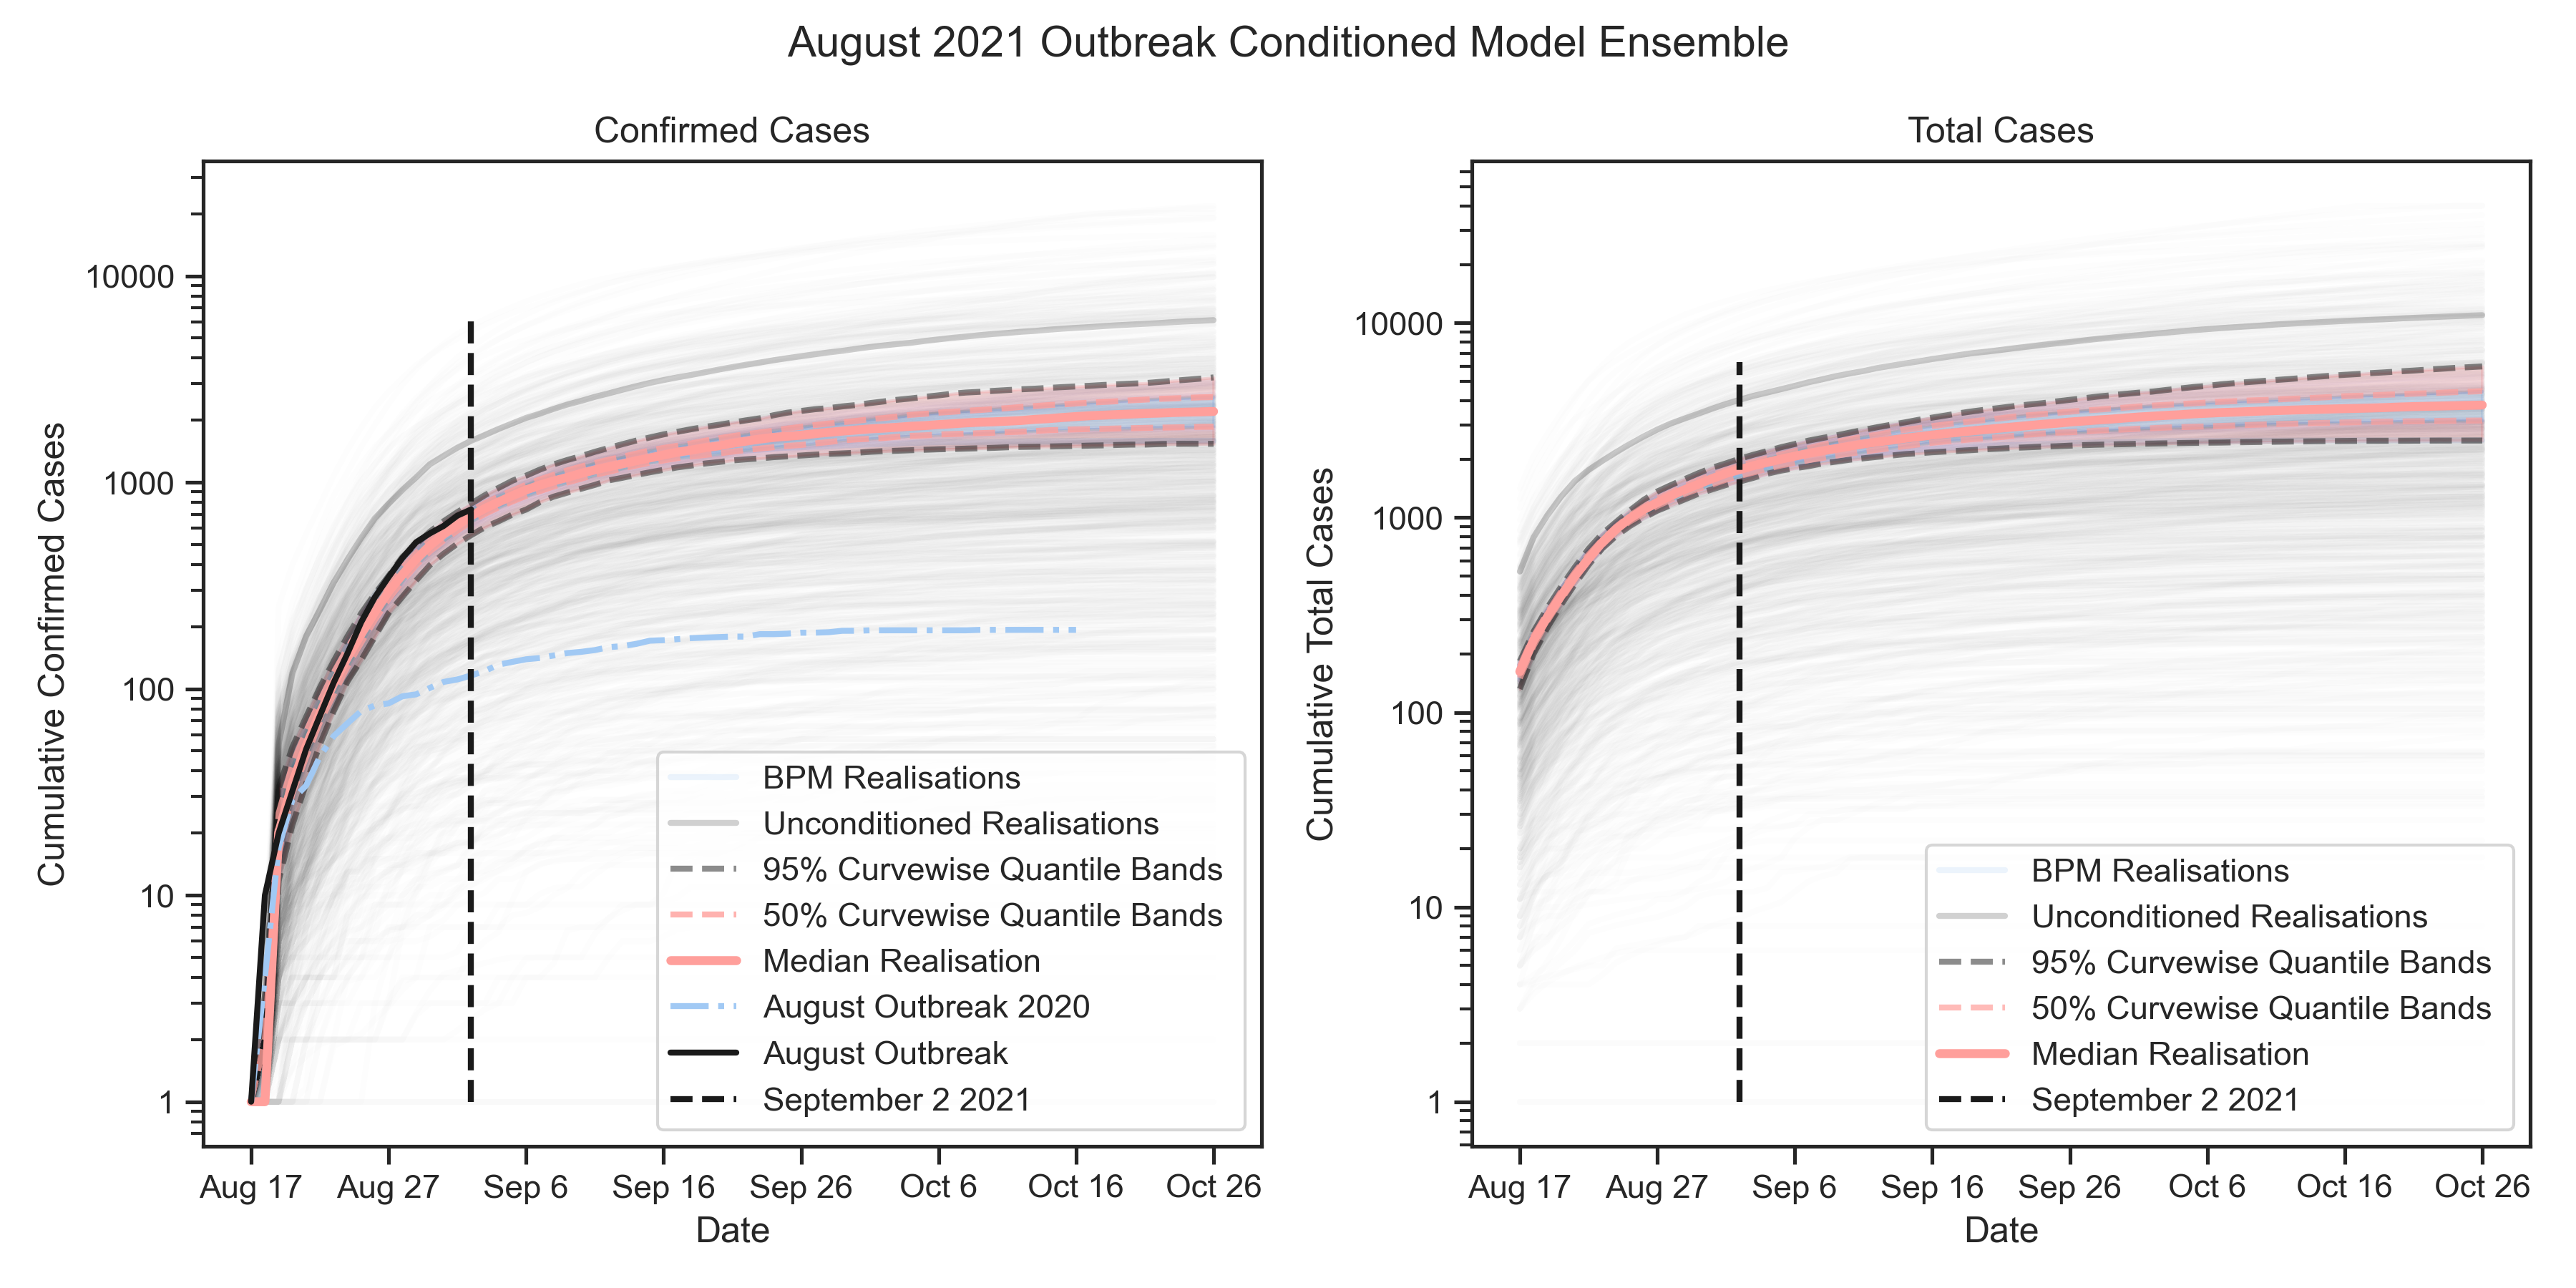 August 2021 Outbreak Conditioned Model Ensemble
Confirmed Cases
Cumulative Confirmed Cases
10000
1000
100
10
1
BPM Realisations
Unconditioned Realisations
95% Curvewise Quantile Bands
50% Curvewise Quantile Bands
Median Realisation
August Outbreak 2020
August Outbreak
September 2 2021
Aug 17 Aug 27 Sep 6 Sep 16 Sep 26 Oct 6 Oct 16 Oct 26
Date
Total Cases
Cumulative Total Cases
10000
1000
100
10
1
BPM Realisations
Unconditioned Realisations
95% Curvewise Quantile Bands
50% Curvewise Quantile Bands
Median Realisation
September 2 2021
Aug 17 Aug 27 Sep 6 Sep 16 Sep 26 Oct 6 Oct 16 Oct 26
Date